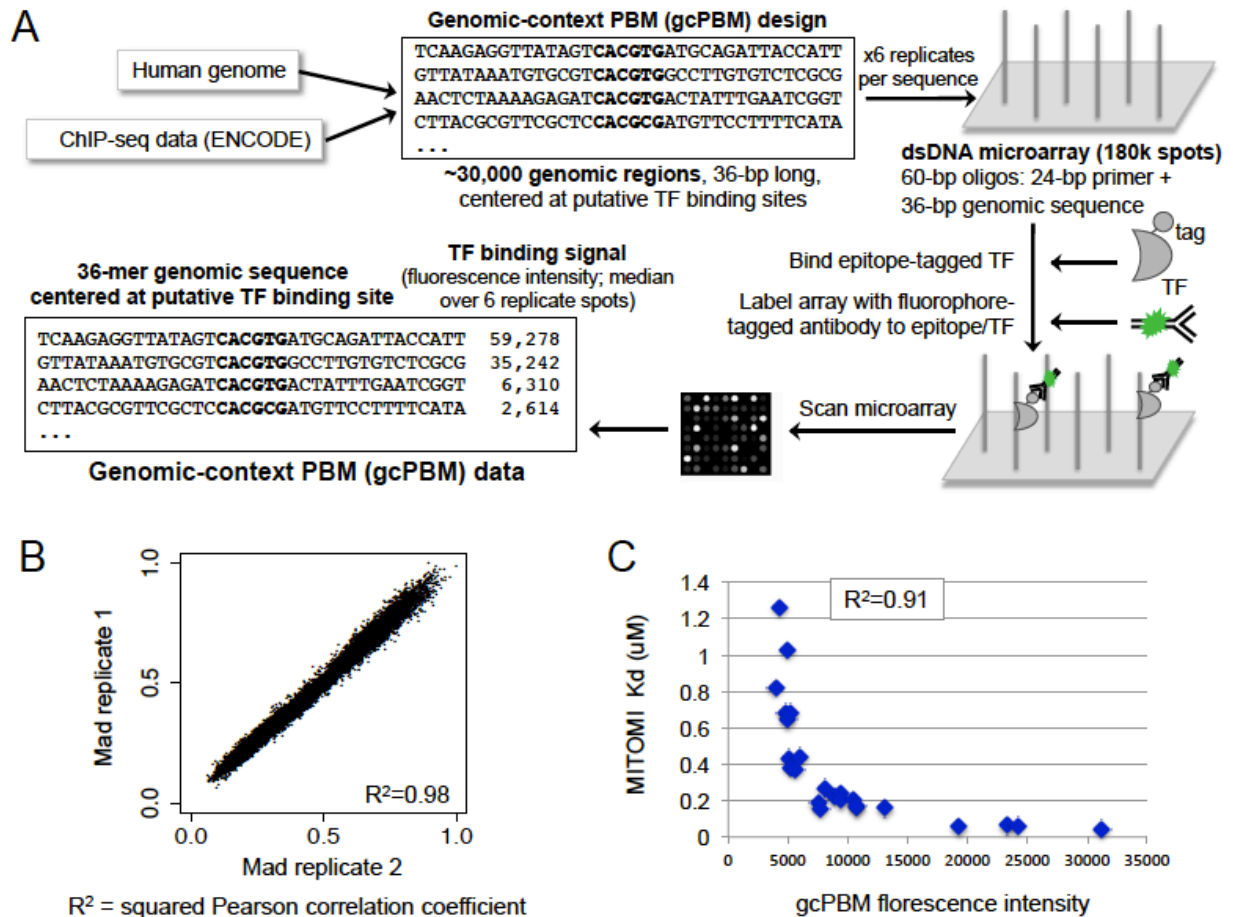 A
Genomic-context PBM (gcPBM) design
Human genome
ChIP-seq data (ENCODE)
TCAAGAGGTTATAGTCACGTGATGCAGATTACCATT
GTTATAAATGTGCGTCACGTGGCCTTGTGTCTCGCG
AACTCTAAAAGAGATCACGTGACTATTTGAATCGGT
CTTACGCGTTCGCTCCACGCGATGTTCCTTTTCATA
...
~30,000 genomic regions, 36-bp long,
centered at putative TF binding sites
x6 replicates
per sequence
dsDNA microarray (180k spots)
60-bp oligos: 24-bp primer +
36-bp genomic sequence
tag
TF
Bind epitope-tagged TF
Label array with fluorophore-
tagged antibody to epitope/TF
Scan microarray
TF binding signal
(fluorescence intensity; median
over 6 replicate spots)
36-mer genomic sequence
centered at putative TF binding site
TCAAGAGGTTATAGTCACGTGATGCAGATTACCATT 59,278
GTTATAAATGTGCGTCACGTGGCCTTGTGTCTCGCG 35,242
AACTCTAAAAGAGATCACGTGACTATTTGAATCGGT 6,310
CTTACGCGTTCGCTCCACGCGATGTTCCTTTTCATA 2,614
...
Genomic-context PBM (gcPBM) data
B
Mad replicate 1
1.0
0.5
0.0
R²=0.98
0.0 0.5 1.0
Mad replicate 2
R² = squared Pearson correlation coefficient
C
R²=0.91
MITOMI Kd (uM)
1.4
1.2
1
0.8
0.6
0.4
0.2
0
0 5000 10000 15000 20000 25000 30000 35000
gcPBM florescence intensity